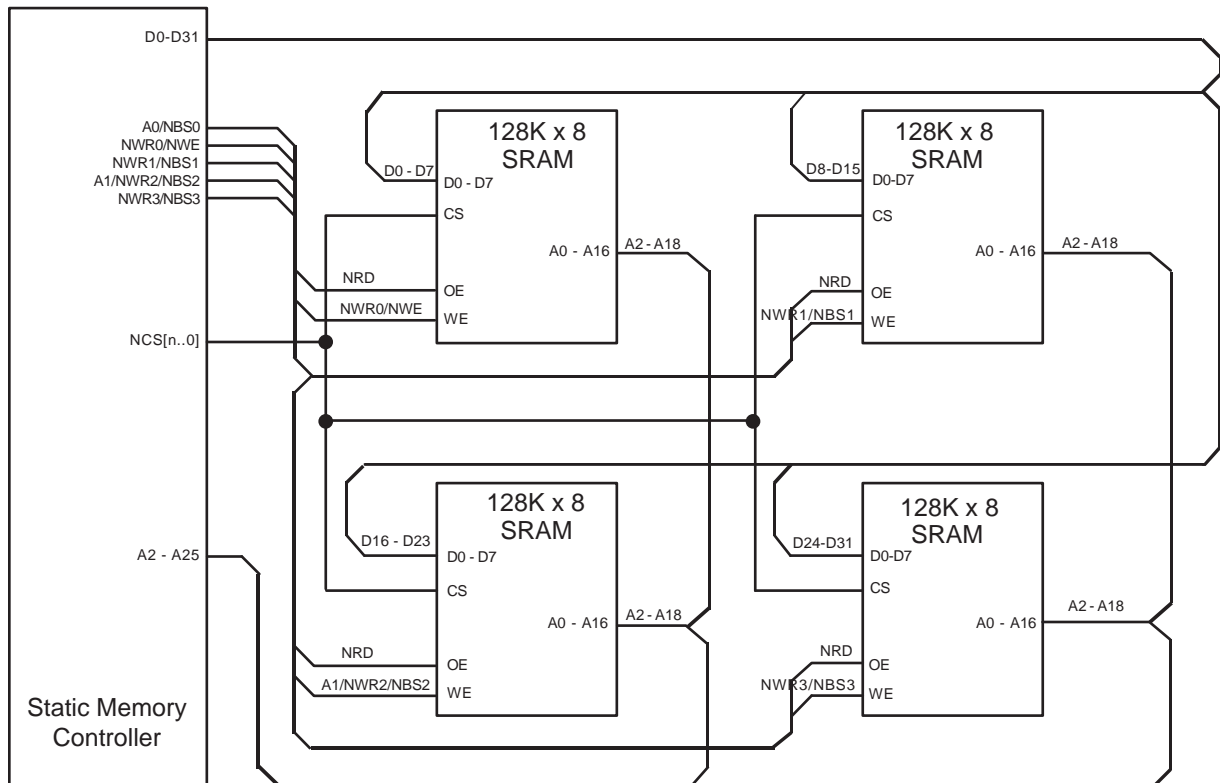 D0-D31
A0/NBS0
NWR0/NWE
NWR1/NBS1
A1/NWR2/NBS2
NWR3/NBS3
NCS[n..0]
A2 - A25
Static Memory
Controller
128K x 8
SRAM
D0 - D7
D0 - D7
CS
A0 - A16
A2 - A18
NRD
OE
NWR0/NWE
WE
128K x 8
SRAM
D8-D15
D0-D7
CS
A0 - A16
A2 - A18
NRD
OE
NWR1/NBS1
WE
128K x 8
SRAM
D16 - D23
D0 - D7
CS
A0 - A16
A2 - A18
NRD
OE
A1/NWR2/NBS2
WE
128K x 8
SRAM
D24-D31
D0-D7
CS
A0 - A16
A2 - A18
NRD
OE
NWR3/NBS3
WE